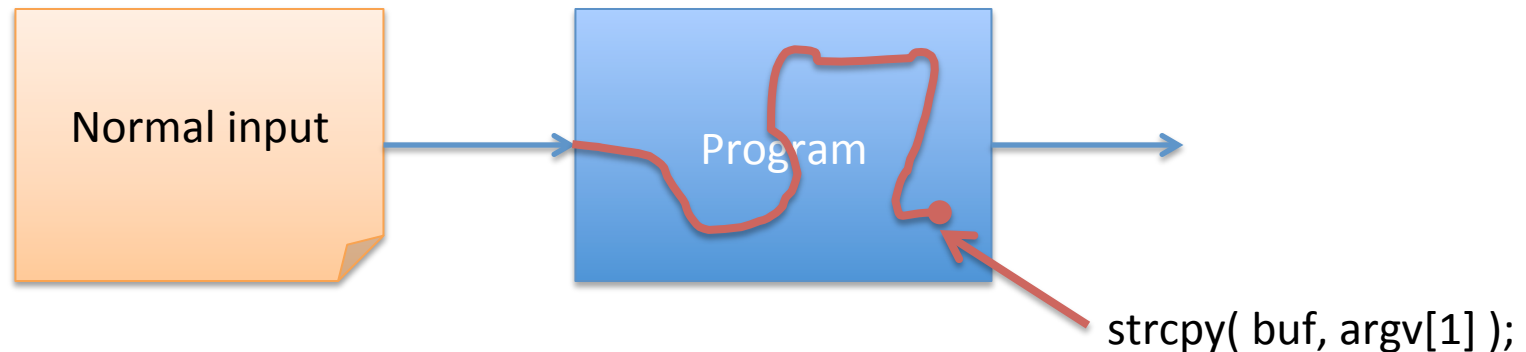 Normal input
Program
strcpy( buf, argv[1] );